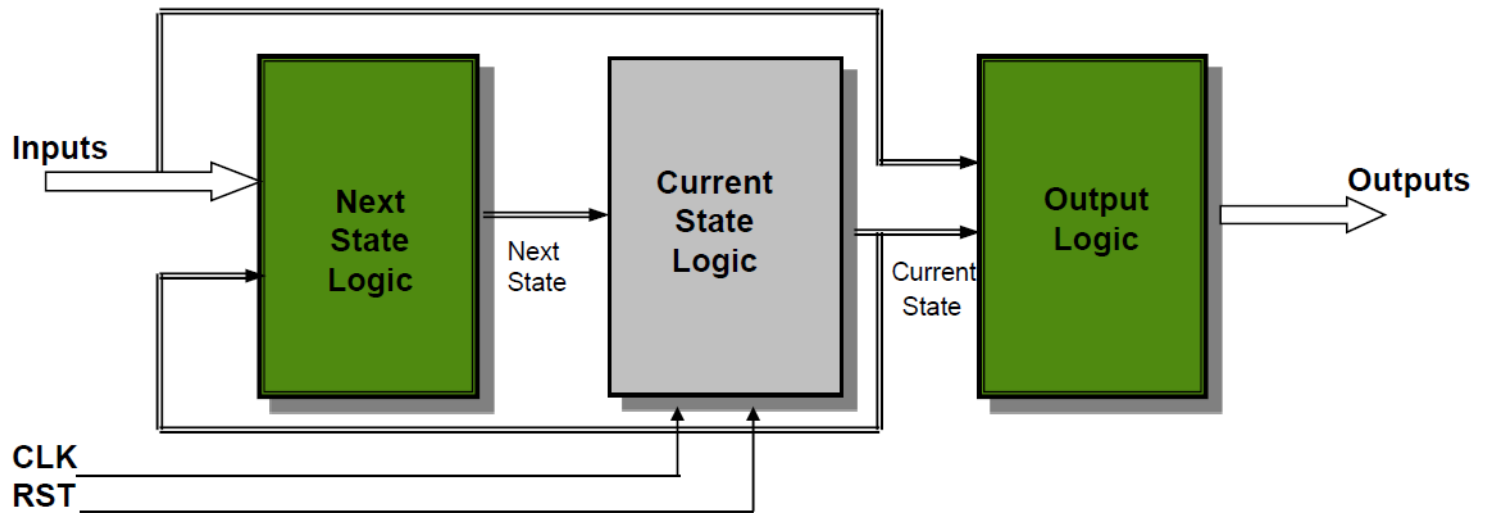 Inputs
Next
State
Logic
Next
State
Current
State
Logic
Current
State
Output
Logic
Outputs
CLK
RST